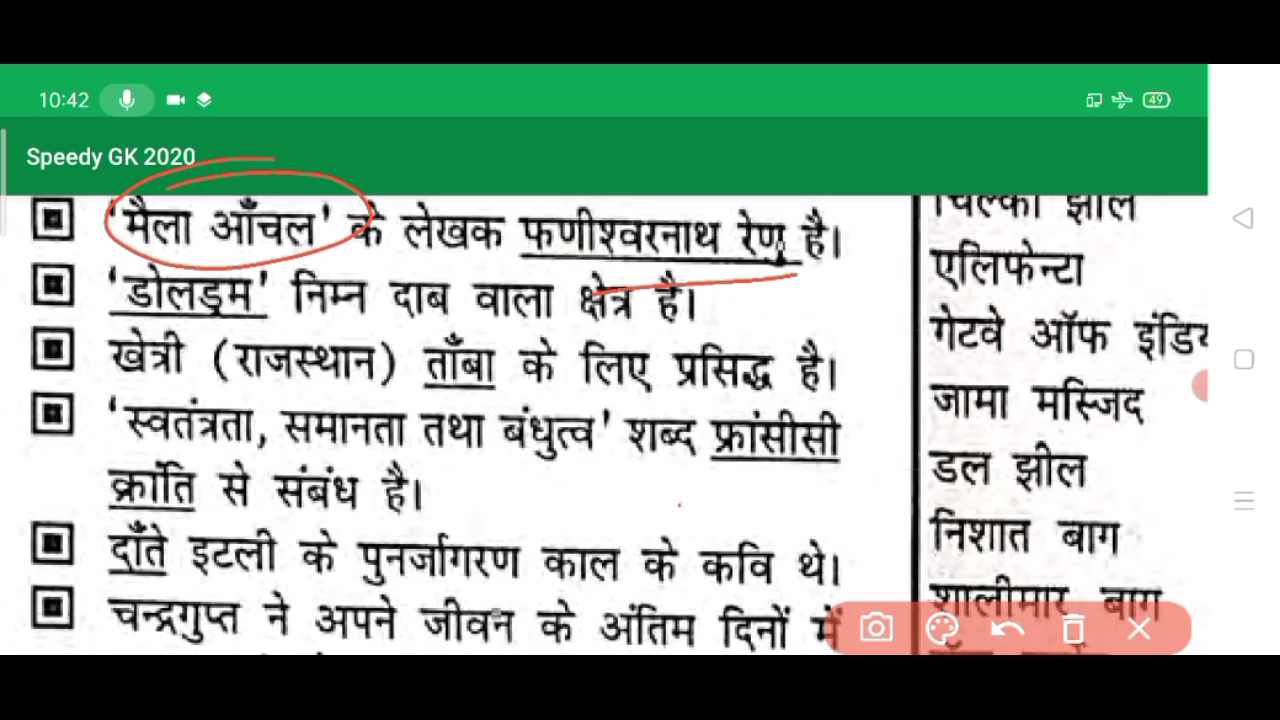 10:42
49
Speedy GK 2020
'मैला आँचल' के लेखक फणीश्वरनाथ रेणु है।
'डोलड्रम' निम्न दाब वाला क्षेत्र है।
खेत्री (राजस्थान) ताँबा के लिए प्रसिद्ध है।
'स्वतंत्रता, समानता तथा बंधुत्व' शब्द फ्रांसीसी
क्रांति से संबंध है।
दाँते इटली के पुनर्जागरण काल के कवि थे।
चन्द्रगुप्त ने अपने जीवन के अंतिम दिनों में
चिल्का झील
एलिफेन्टा
गेटवे ऑफ
जामा मस्जिद
डल झील
निशात बाग
शालीमार बाग